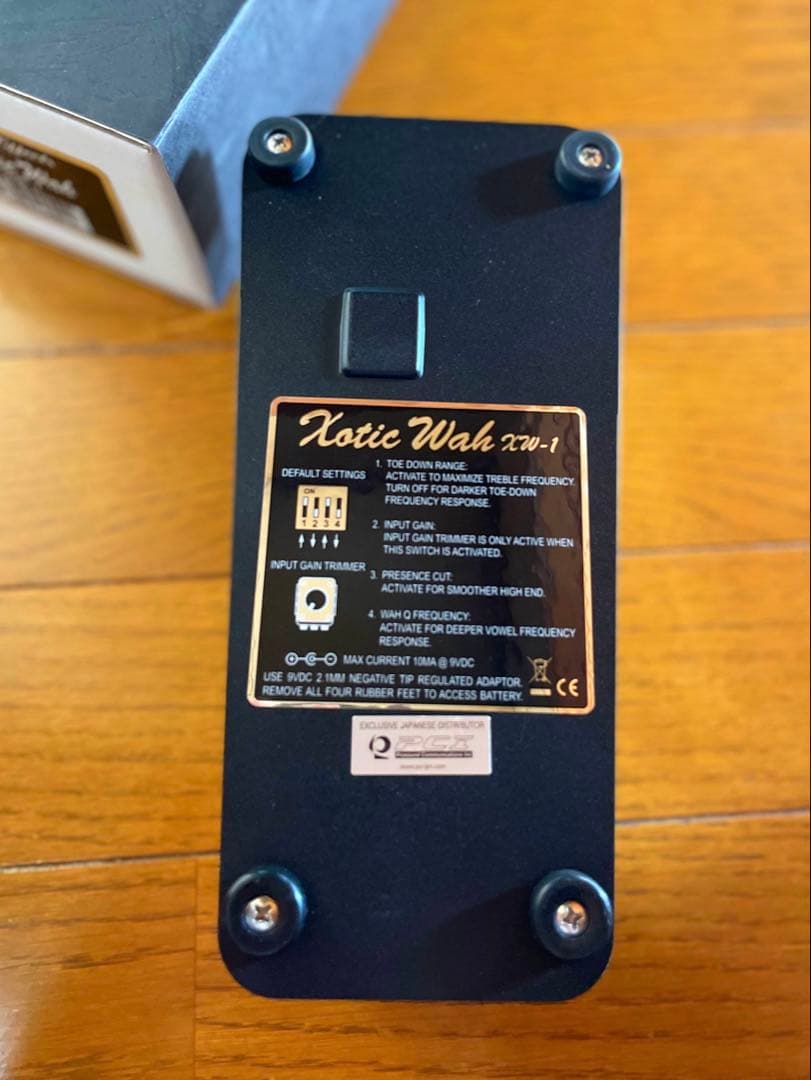 Wah
Xotic Wah XW-1
DEFAULT SETTINGS
ON
1 2 3 4
INPUT GAIN TRIMMER
1. TOE DOWN RANGE:
ACTIVATE TO MAXIMIZE TREBLE FREQUENCY.
TURN OFF FOR DARKER TOE-DOWN
FREQUENCY RESPONSE.
2. INPUT GAIN:
INPUT GAIN TRIMMER IS ONLY ACTIVE WHEN
THIS SWITCH IS ACTIVATED.
3. PRESENCE CUT:
ACTIVATE FOR SMOOTHER HIGH END.
4. WAH Q FREQUENCY:
ACTIVATE FOR DEEPER VOWEL FREQUENCY
RESPONSE.
MAX CURRENT 10MA @ 9VDC
USE 9VDC 2.1MM NEGATIVE TIP REGULATED ADAPTOR.
REMOVE ALL FOUR RUBBER FEET TO ACCESS BATTERY.
CE
EXCLUSIVE JAPANESE DISTRIBUTOR
PCI